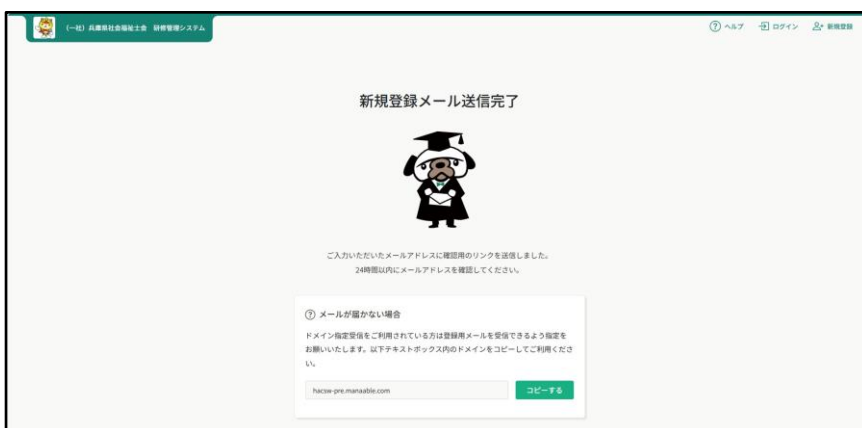 (一社) 兵庫県社会福祉士会 研修管理システム
ヘルプ ログイン 新規登録
新規登録メール送信完了
ご入力いただいたメールアドレスに確認用のリンクを送信しました。
24時間以内にメールアドレスを確認してください。
メールが届かない場合
ドメイン指定受信をご利用されている方は登録用メールを受信できるよう指定を
お願いいたします。以下テキストボックス内のドメインをコピーしてご利用くださ
い。
hacsw-pre.manaable.com
コピーする